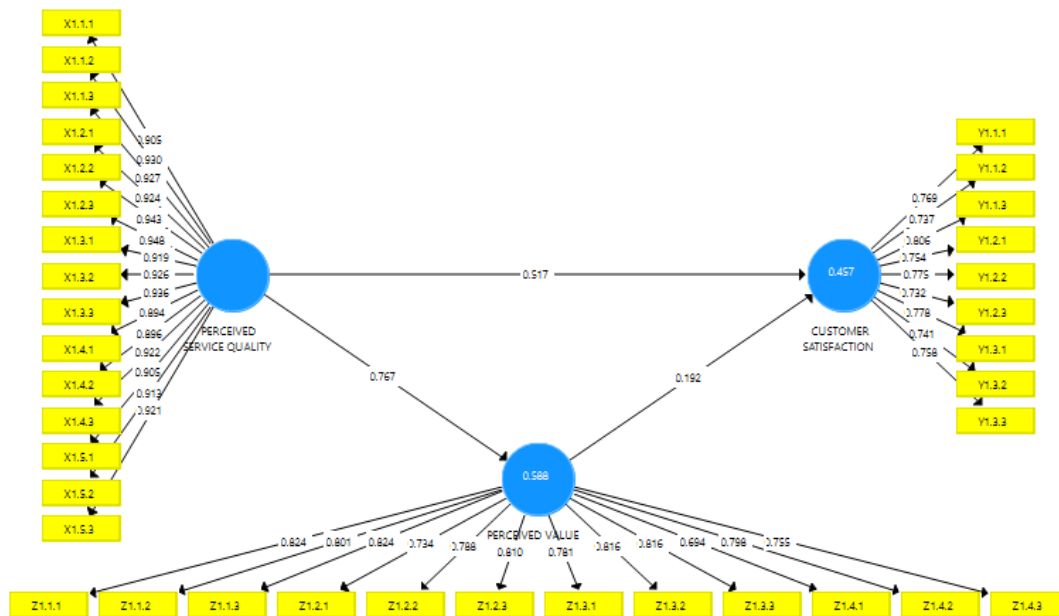 X1.1.1
X1.1.2
X1.1.3
X1.2.1
X1.2.2
X1.2.3
X1.3.1
X1.3.2
X1.3.3
X1.4.1
X1.4.2
X1.4.3
X1.5.1
X1.5.2
X1.5.3
0.905
0.930
0.927
0.924
0.943
0.948
0.919
0.926
0.936
0.894
0.896
0.922
0.905
0.913
0.921
PERCEIVED
SERVICE QUALITY
0.517
0.767
0.192
0.457
CUSTOMER
SATISFACTION
0.769
0.737
0.806
0.754
0.775
0.732
0.778
0.741
0.758
Y1.1.1
Y1.1.2
Y1.1.3
Y1.2.1
Y1.2.2
Y1.2.3
Y1.3.1
Y1.3.2
Y1.3.3
0.588
PERCEIVED VALUE
0.824
0.801
0.824
0.734
0.788
0.810
0.781
0.816
0.816
0.694
0.798
0.755
Z1.1.1
Z1.1.2
Z1.1.3
Z1.2.1
Z1.2.2
Z1.2.3
Z1.3.1
Z1.3.2
Z1.3.3
Z1.4.1
Z1.4.2
Z1.4.3